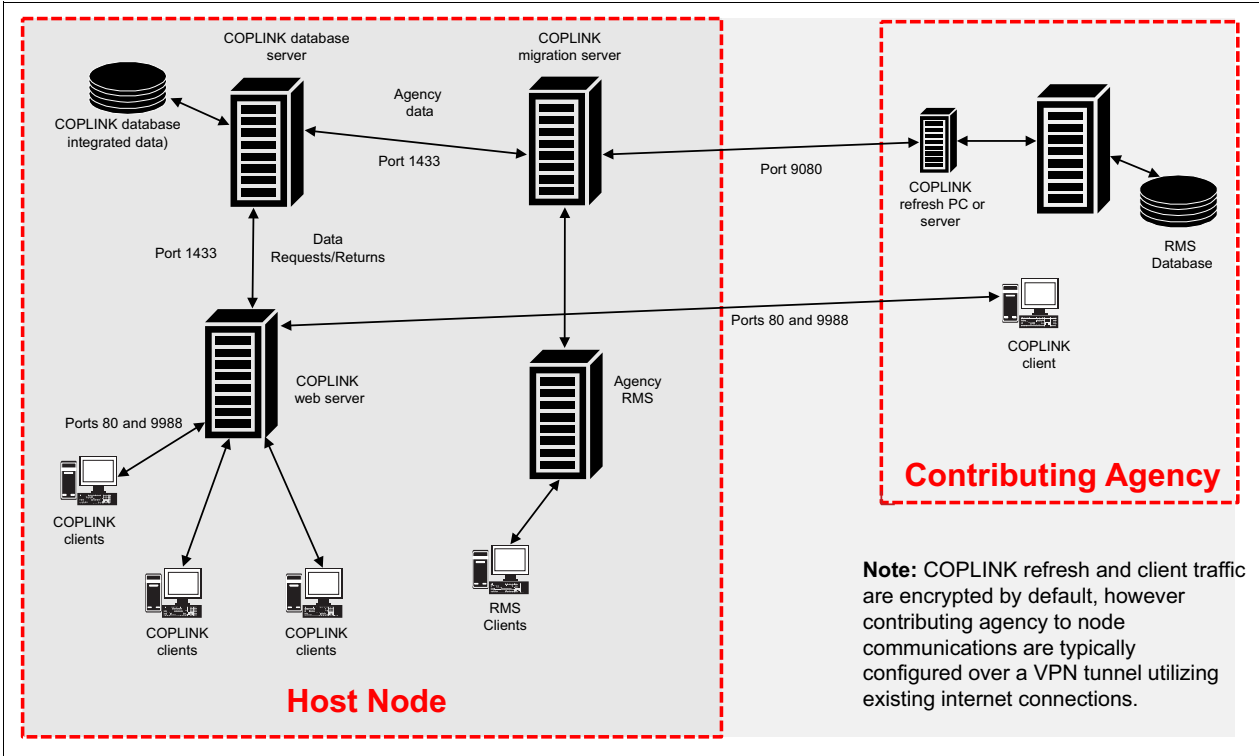 COPLINK database
server
COPLINK
migration server
COPLINK database
integrated data)
Agency
data
Port 1433
Port 9080
COPLINK
refresh PC or
server
RMS
Database
Port 1433
Data
Requests/Returns
Ports 80 and 9988
COPLINK
client
COPLINK
web server
Agency
RMS
Ports 80 and 9988
COPLINK
clients
COPLINK
clients
COPLINK
clients
RMS
Clients
Contributing Agency
Host Node
Note: COPLINK refresh and client traffic
are encrypted by default, however
contributing agency to node
communications are typically
configured over a VPN tunnel utilizing
existing internet connections.